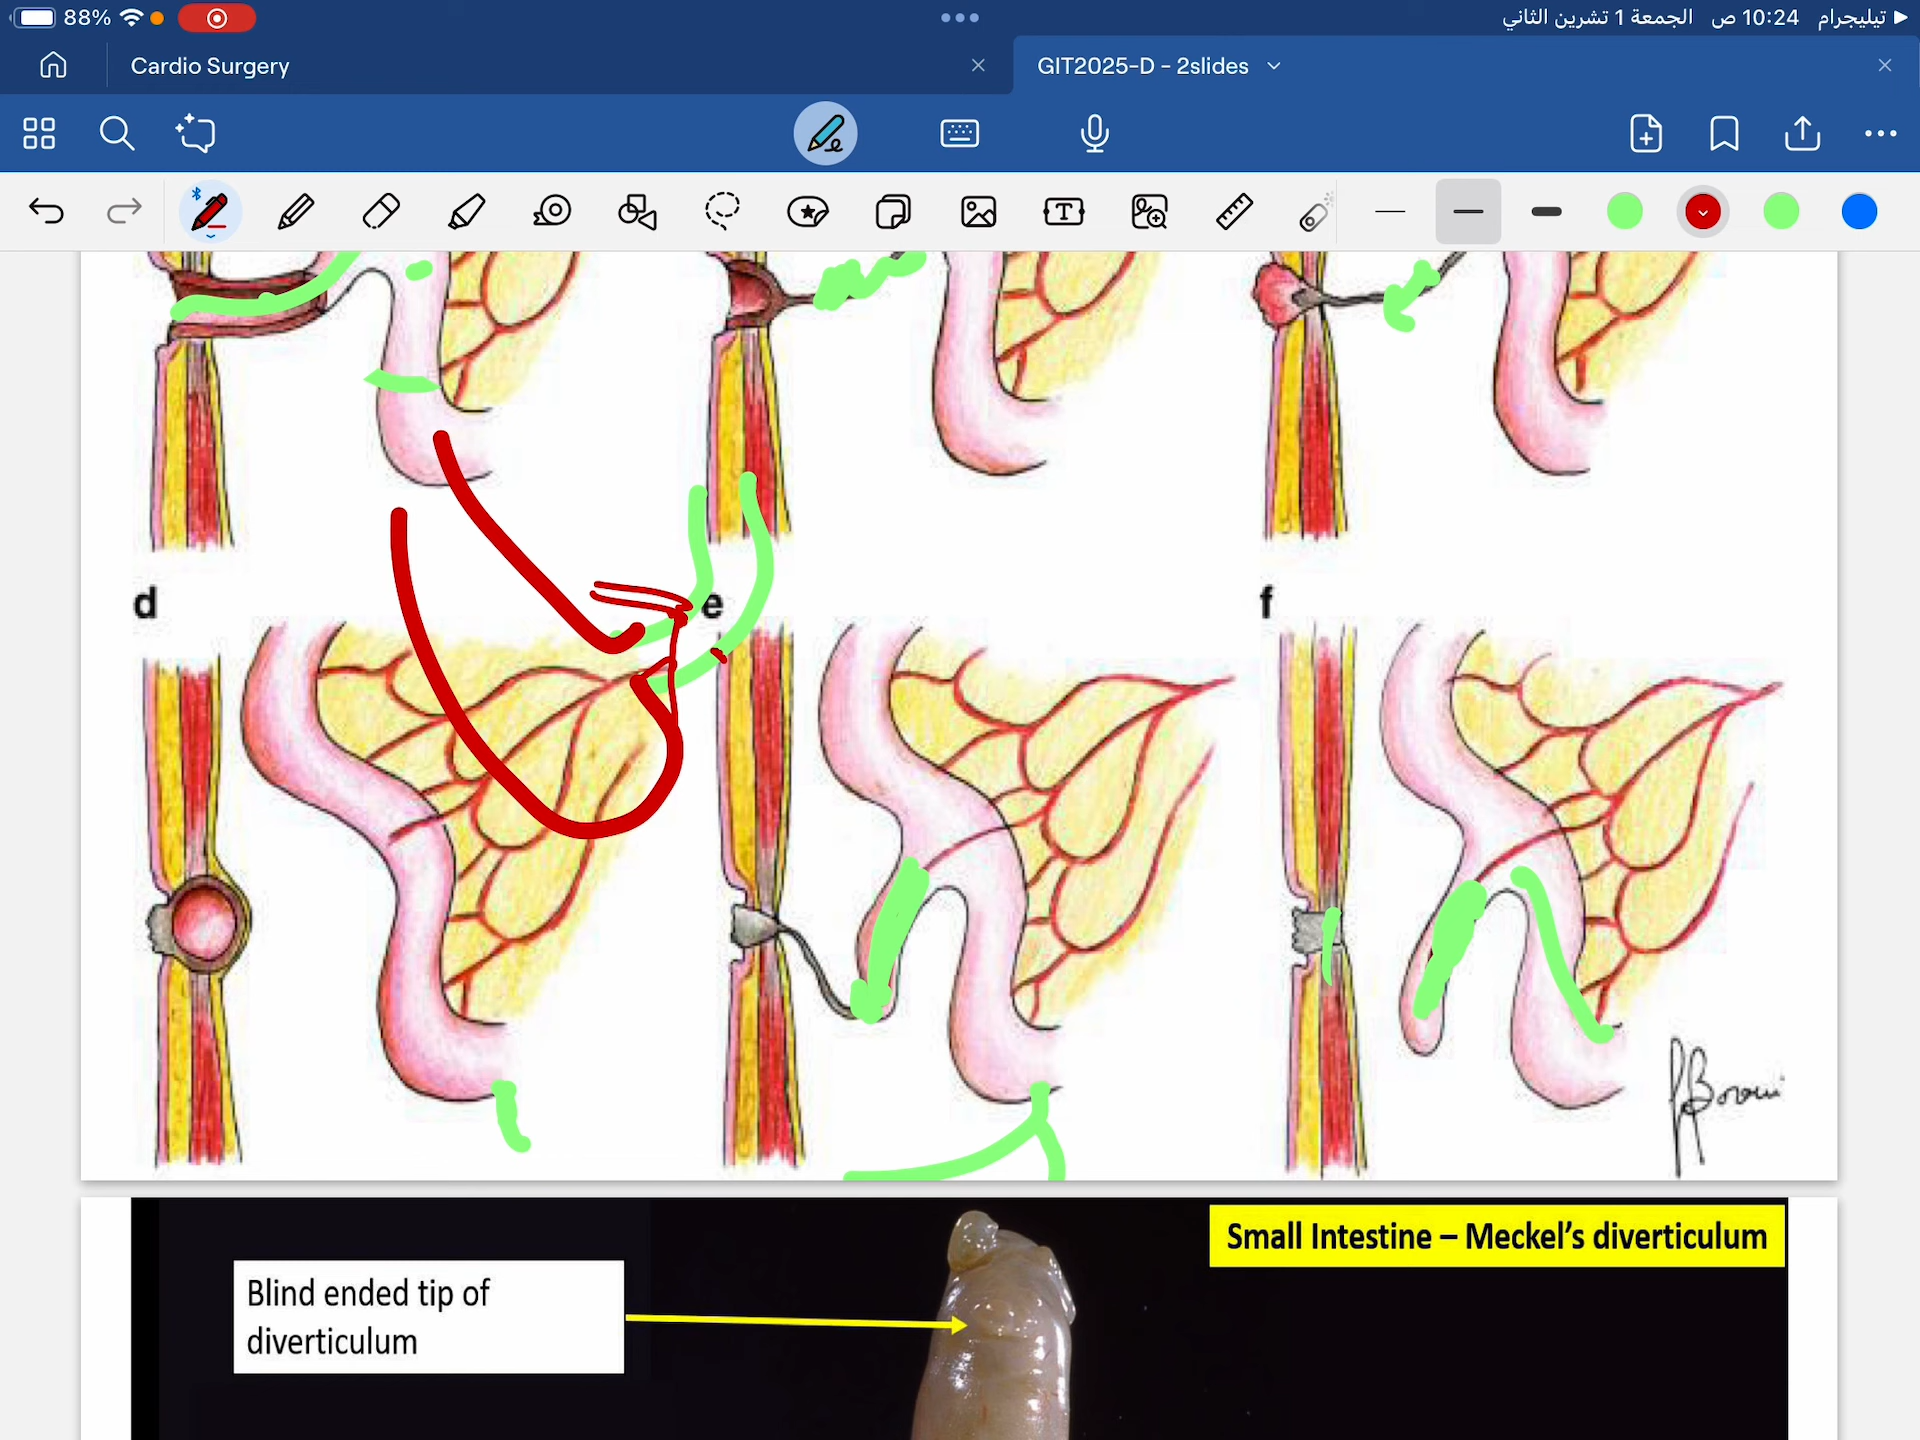 88%
تيليجرام ◀ 10:24 ص الجمعة 1 تشرين الثاني
Cardio Surgery
GIT2025-D - 2slides
T
d
e
f
Small Intestine – Meckel's diverticulum
Blind ended tip of
diverticulum